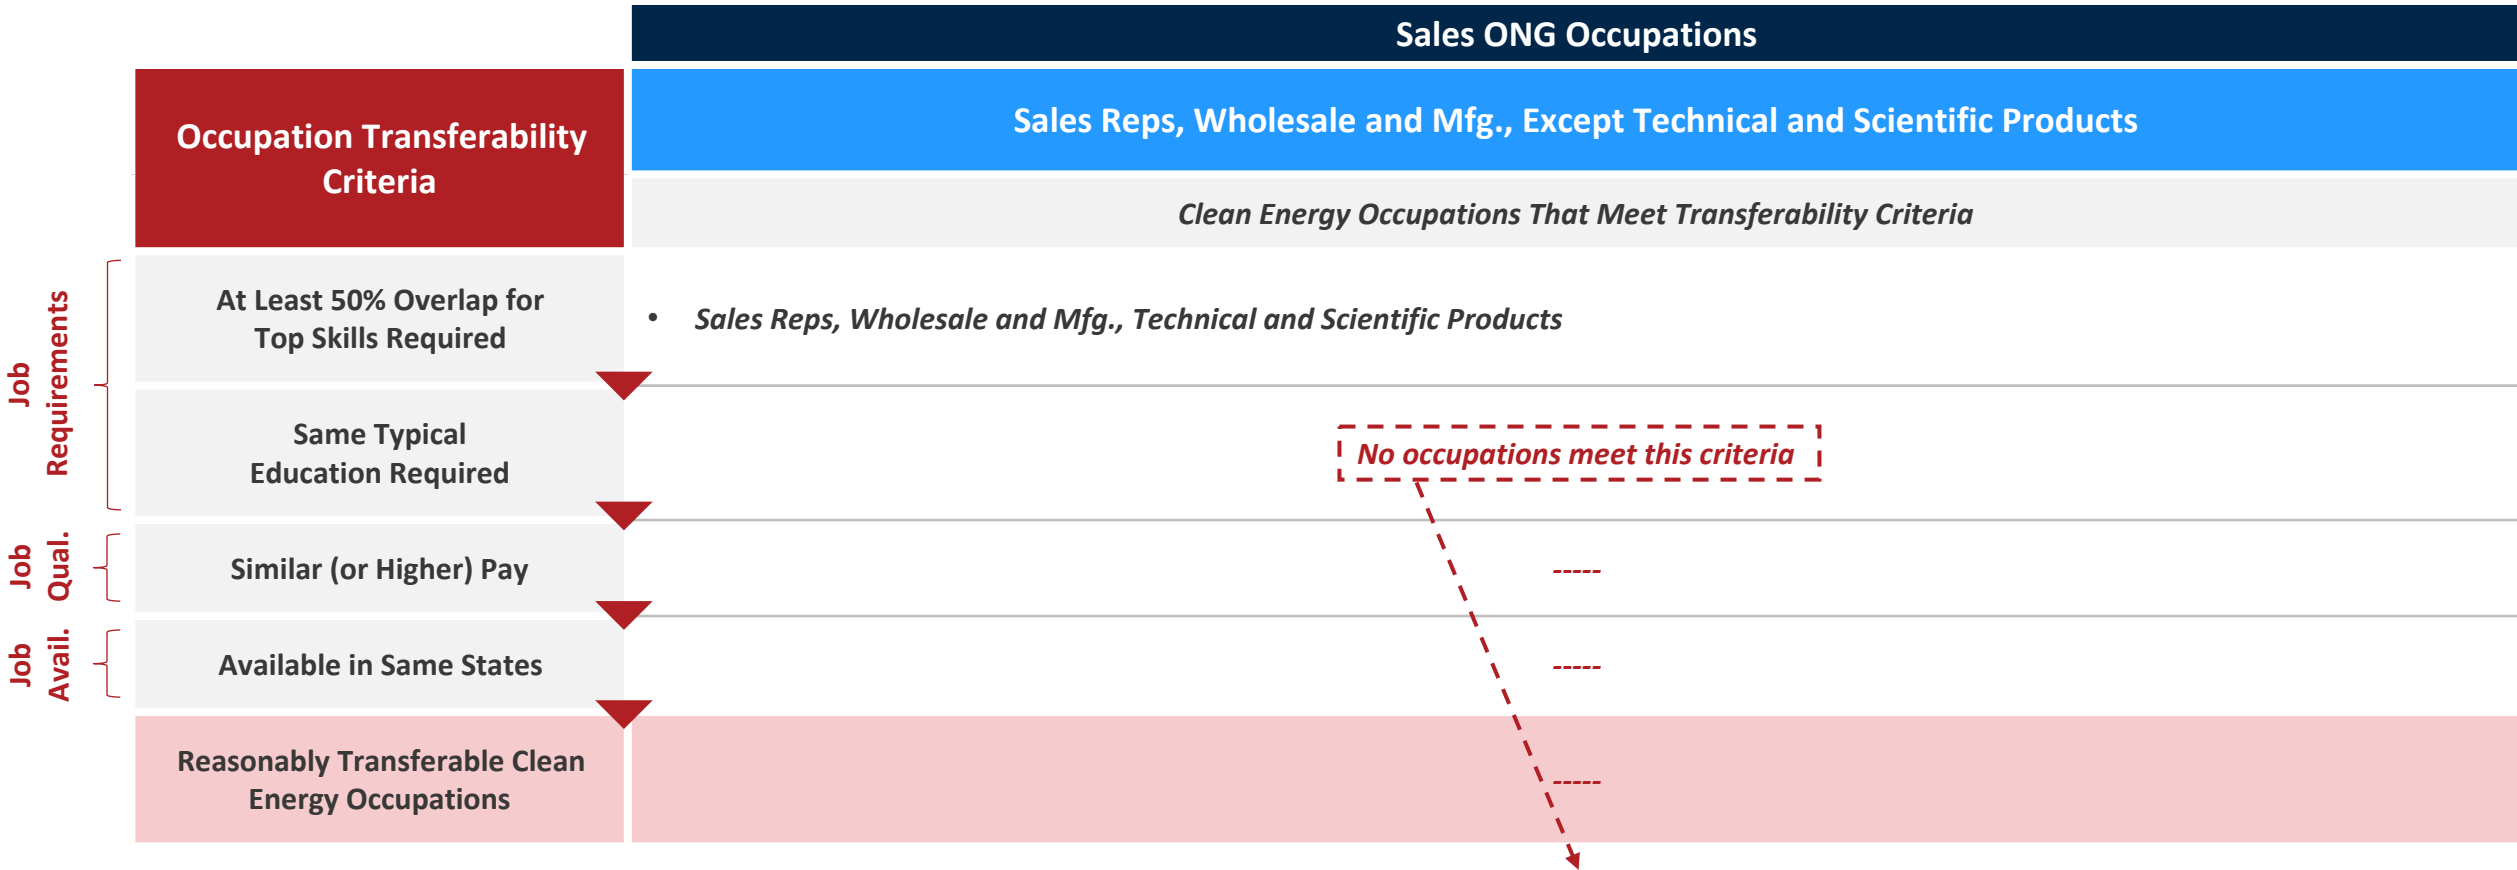 Sales ONG Occupations
Occupation Transferability
Criteria
Sales Reps, Wholesale and Mfg., Except Technical and Scientific Products
Clean Energy Occupations That Meet Transferability Criteria
Job
Requirements
At Least 50% Overlap for
Top Skills Required
• Sales Reps, Wholesale and Mfg., Technical and Scientific Products
Same Typical
Education Required
No occupations meet this criteria
Job
Qual.
Similar (or Higher) Pay
-----
Job
Avail.
Available in Same States
-----
Reasonably Transferable Clean
Energy Occupations
-----